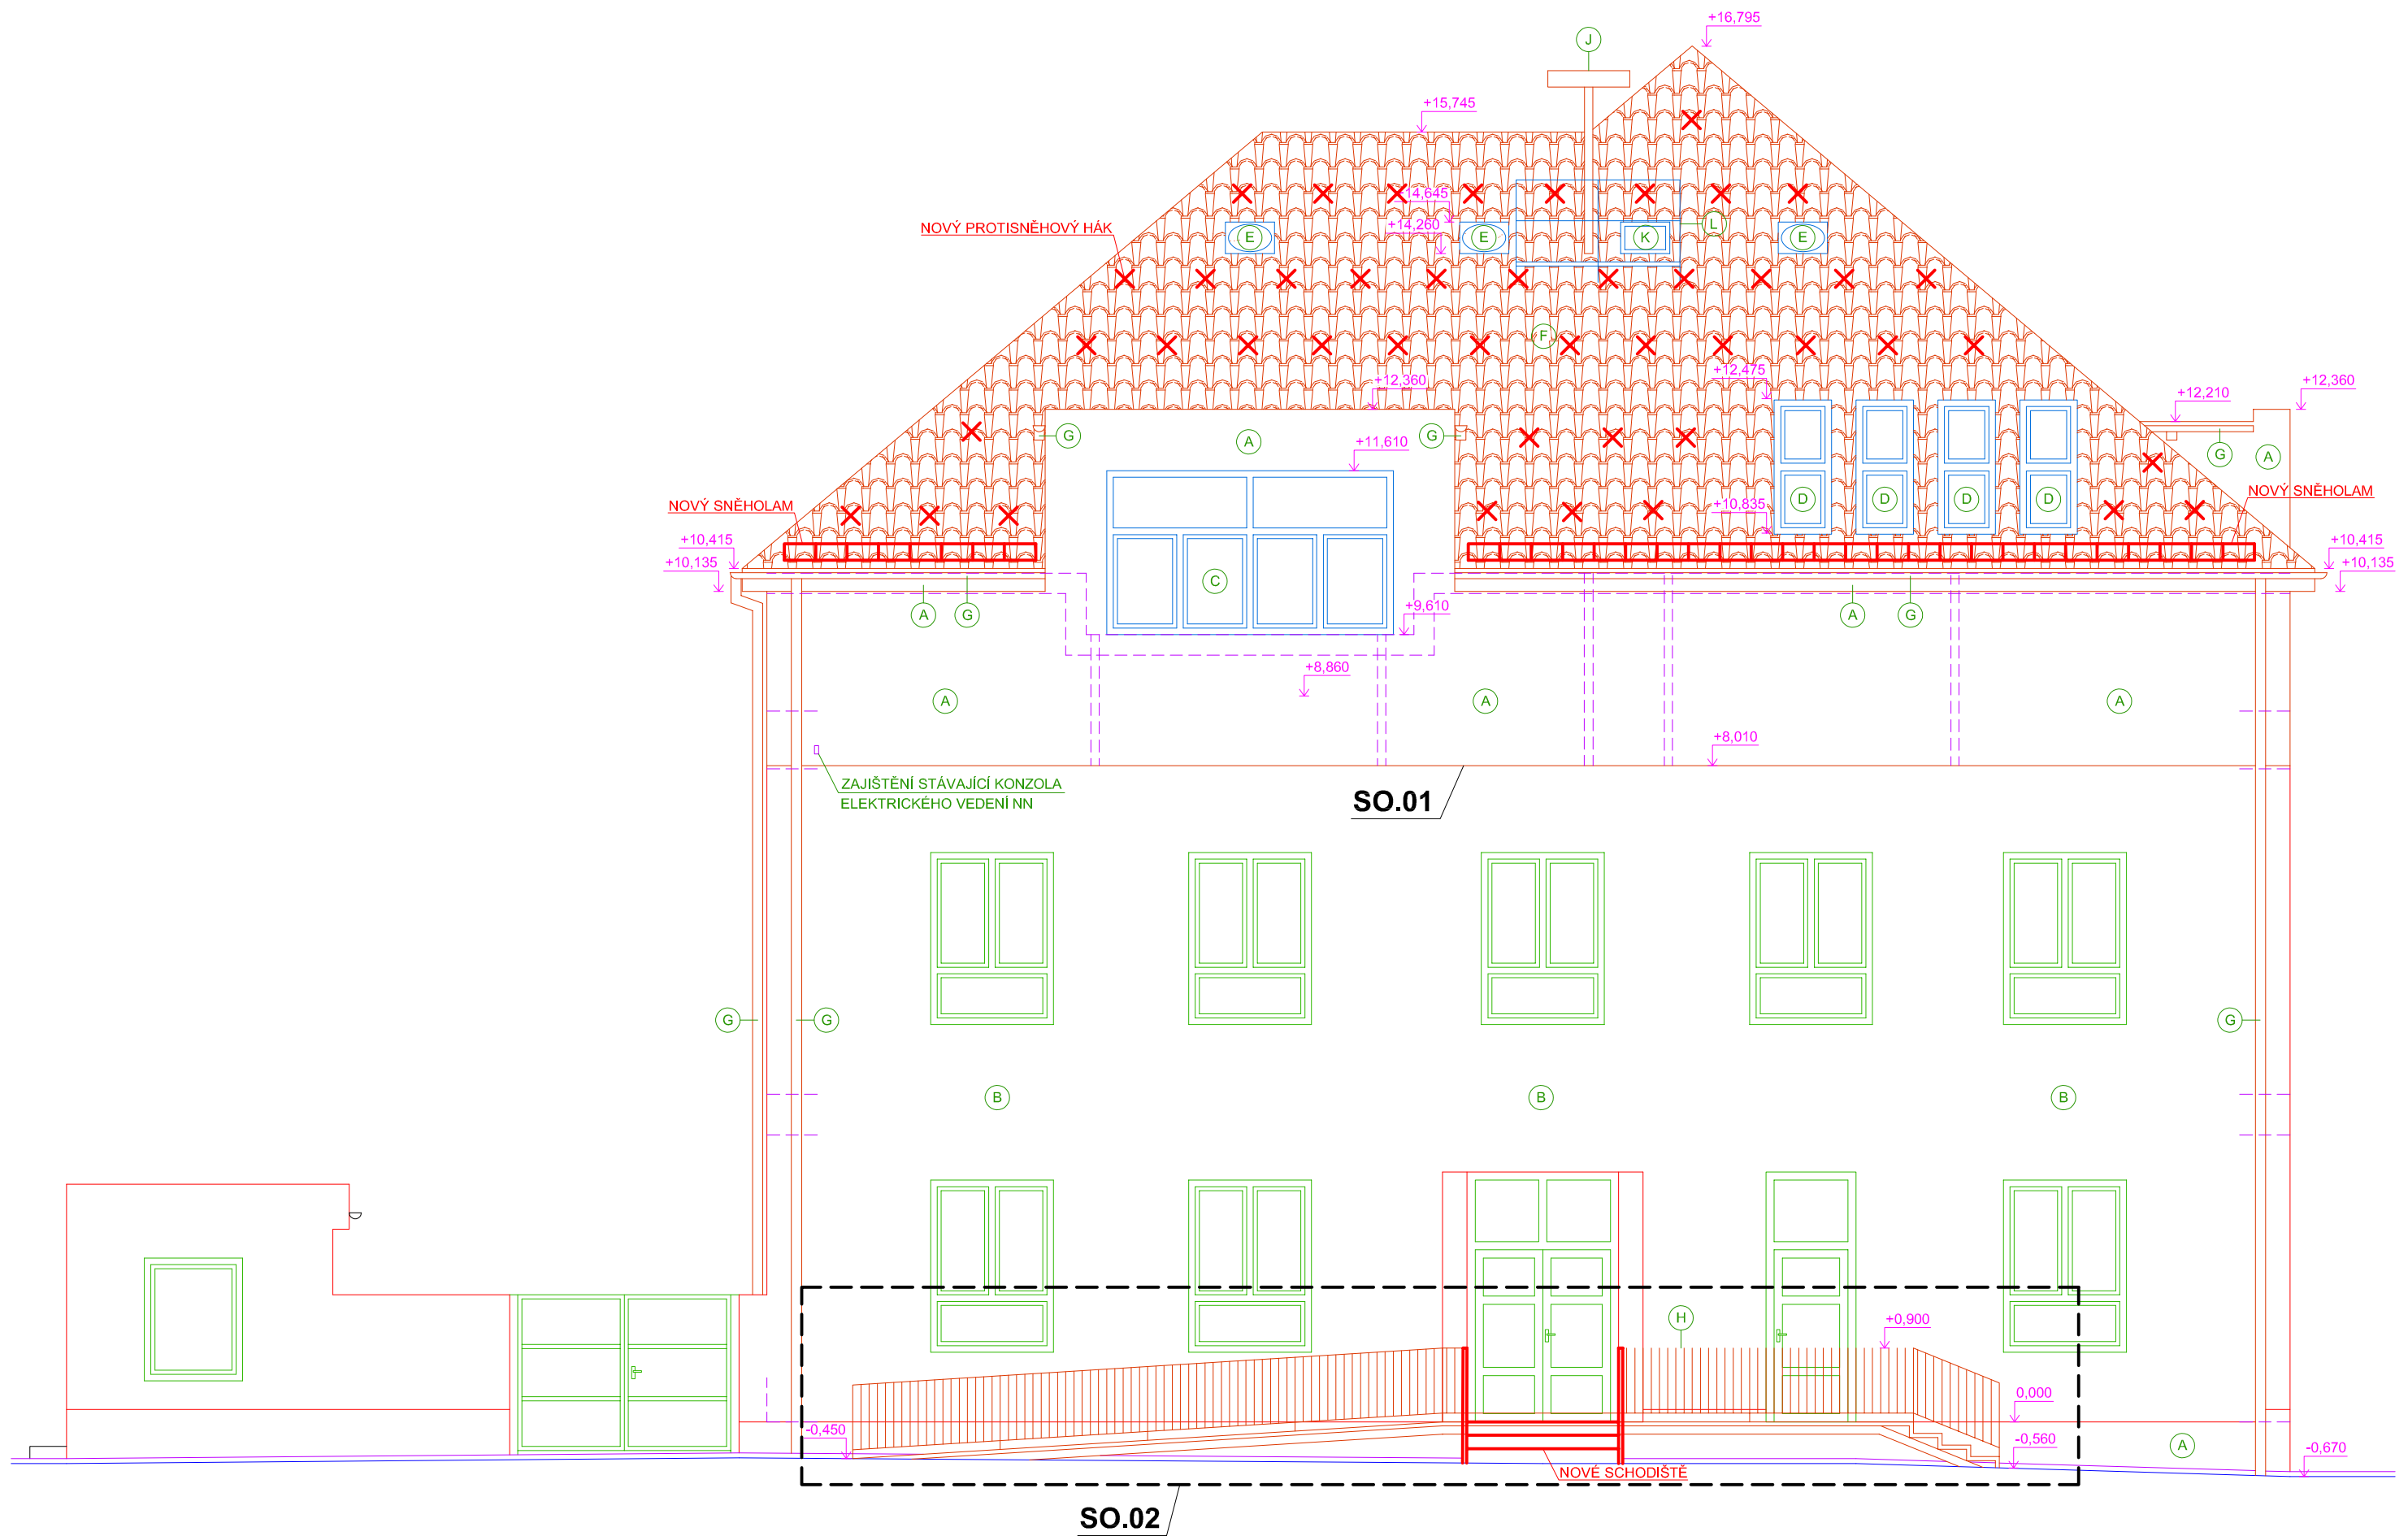 +16,795
J
+15,745
+14,645
NOVÝ PROTISNĚHOVÝ HÁK
+14,260
L
E
E
K
E
F
+12,475
+12,360
+12,360
+12,210
G
A
G
+11,610
G
A
NOVÝ SNĚHOLAM
+10,835
D
D
D
D
NOVÝ SNĚHOLAM
+10,415
+10,135
+10,415
+10,135
C
A
G
+9,610
A
G
+8,860
A
A
A
+8,010
ZAJIŠTĚNÍ STÁVAJÍCÍ KONZOLA
ELEKTRICKÉHO VEDENÍ NN
SO.01
G
G
G
B
B
B
H
+0,900
0,000
-0,450
-0,560
A
-0,670
NOVÉ SCHODIŠTĚ
SO.02